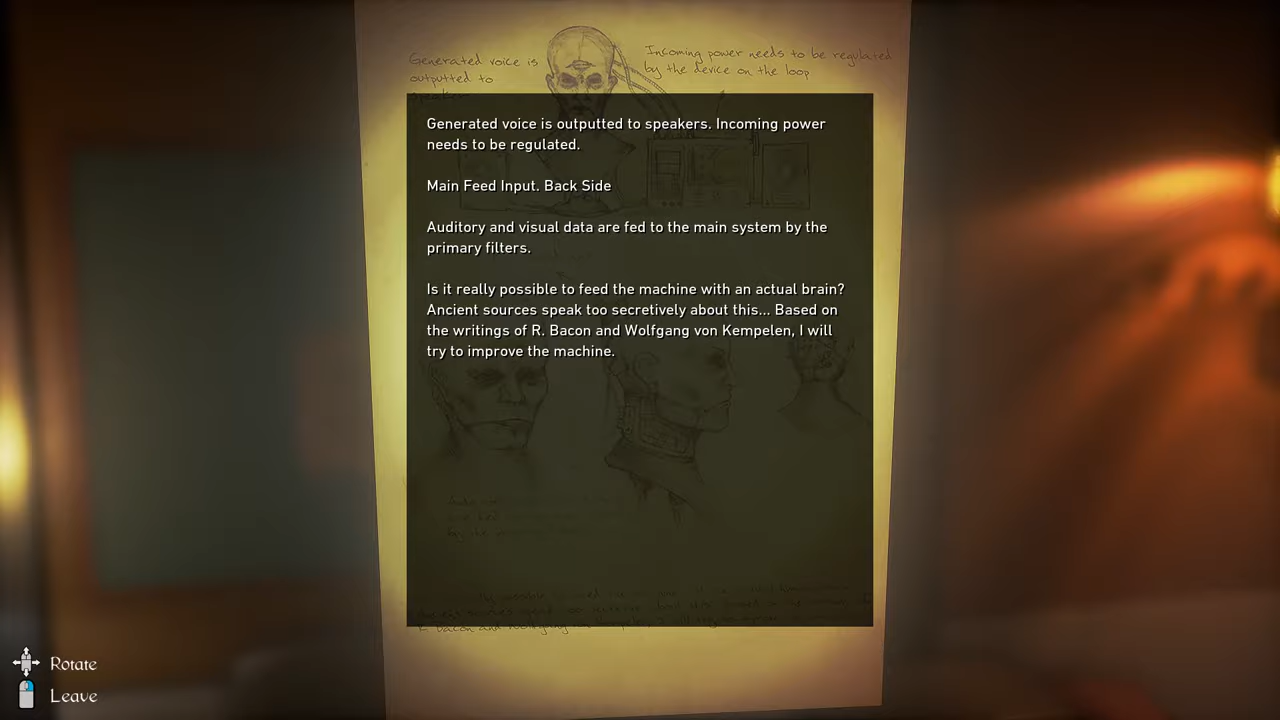 Generated voice is
outputted to
speaker
Incoming power needs to be regulated
by the device on the loop
Generated voice is outputted to speakers. Incoming power
needs to be regulated.
Main Feed Input. Back Side
Auditory and visual data are fed to the main system by the
primary filters.
Is it really possible to feed the machine with an actual brain?
Ancient sources speak too secretively about this... Based on
the writings of R. Bacon and Wolfgang von Kempelen, I will
try to improve the machine.
Rotate
Leave